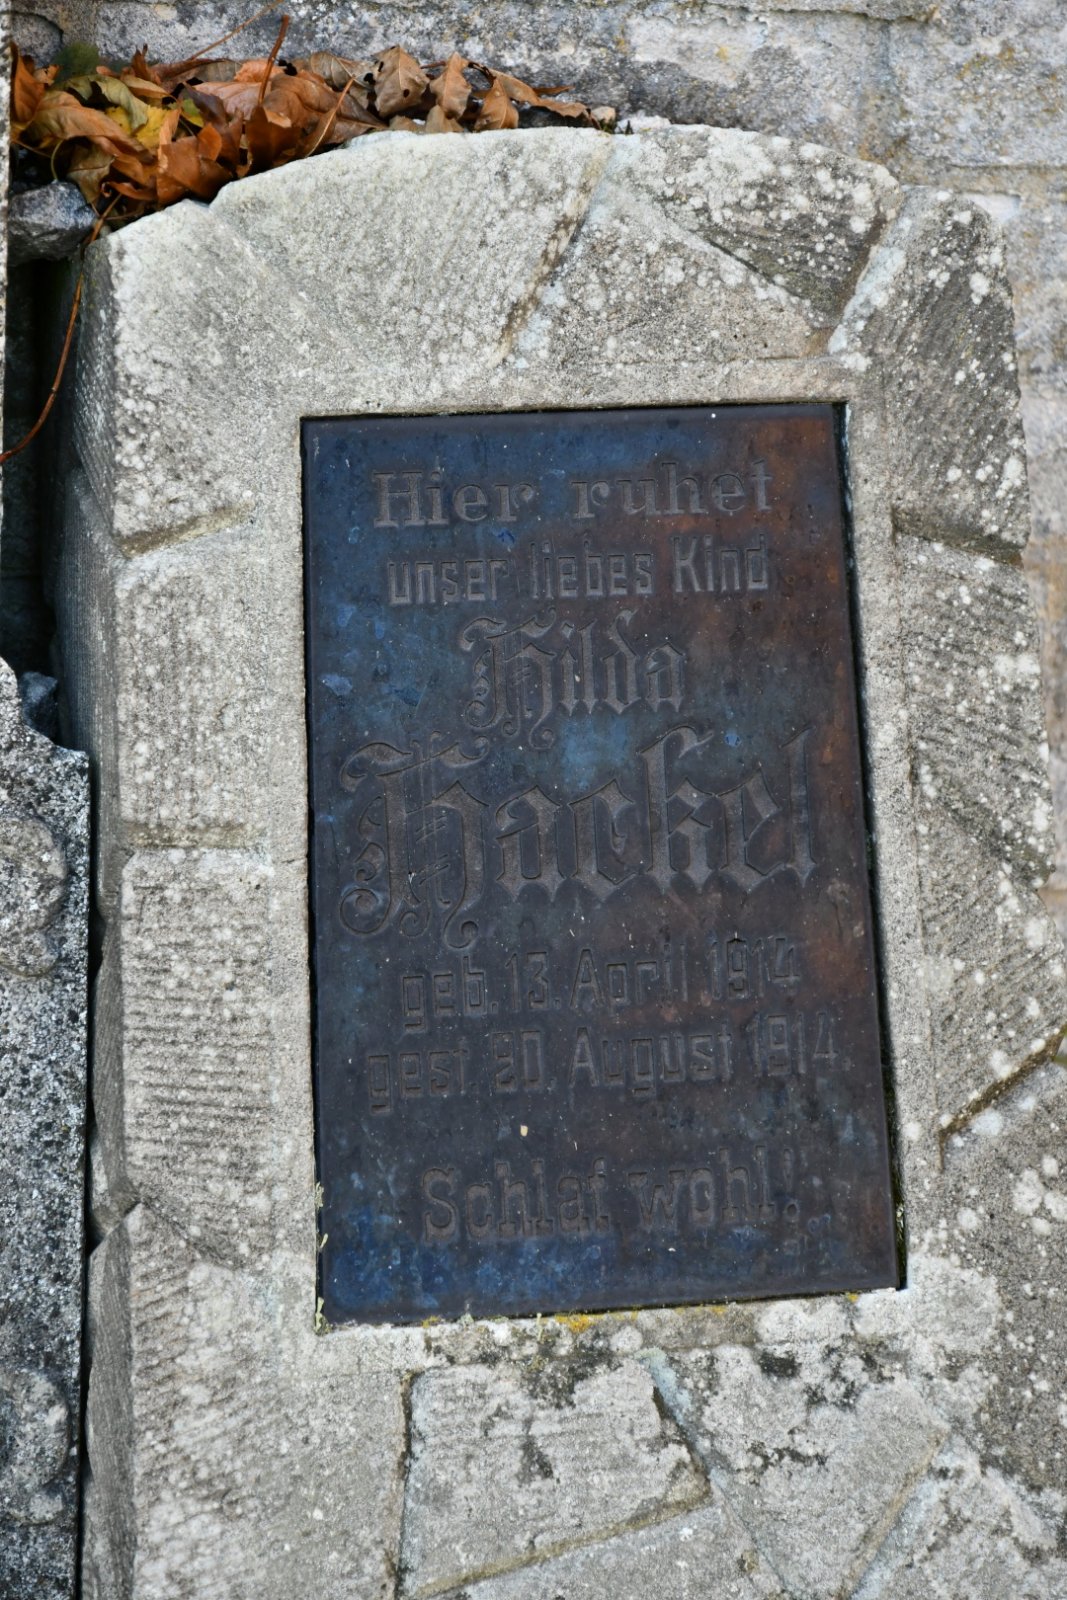 Hier ruhet
unser liebes Kind
Hilda
Hackel
geb. 13. April 1914
gest. 20. August 1914.
Schlaf wohl!